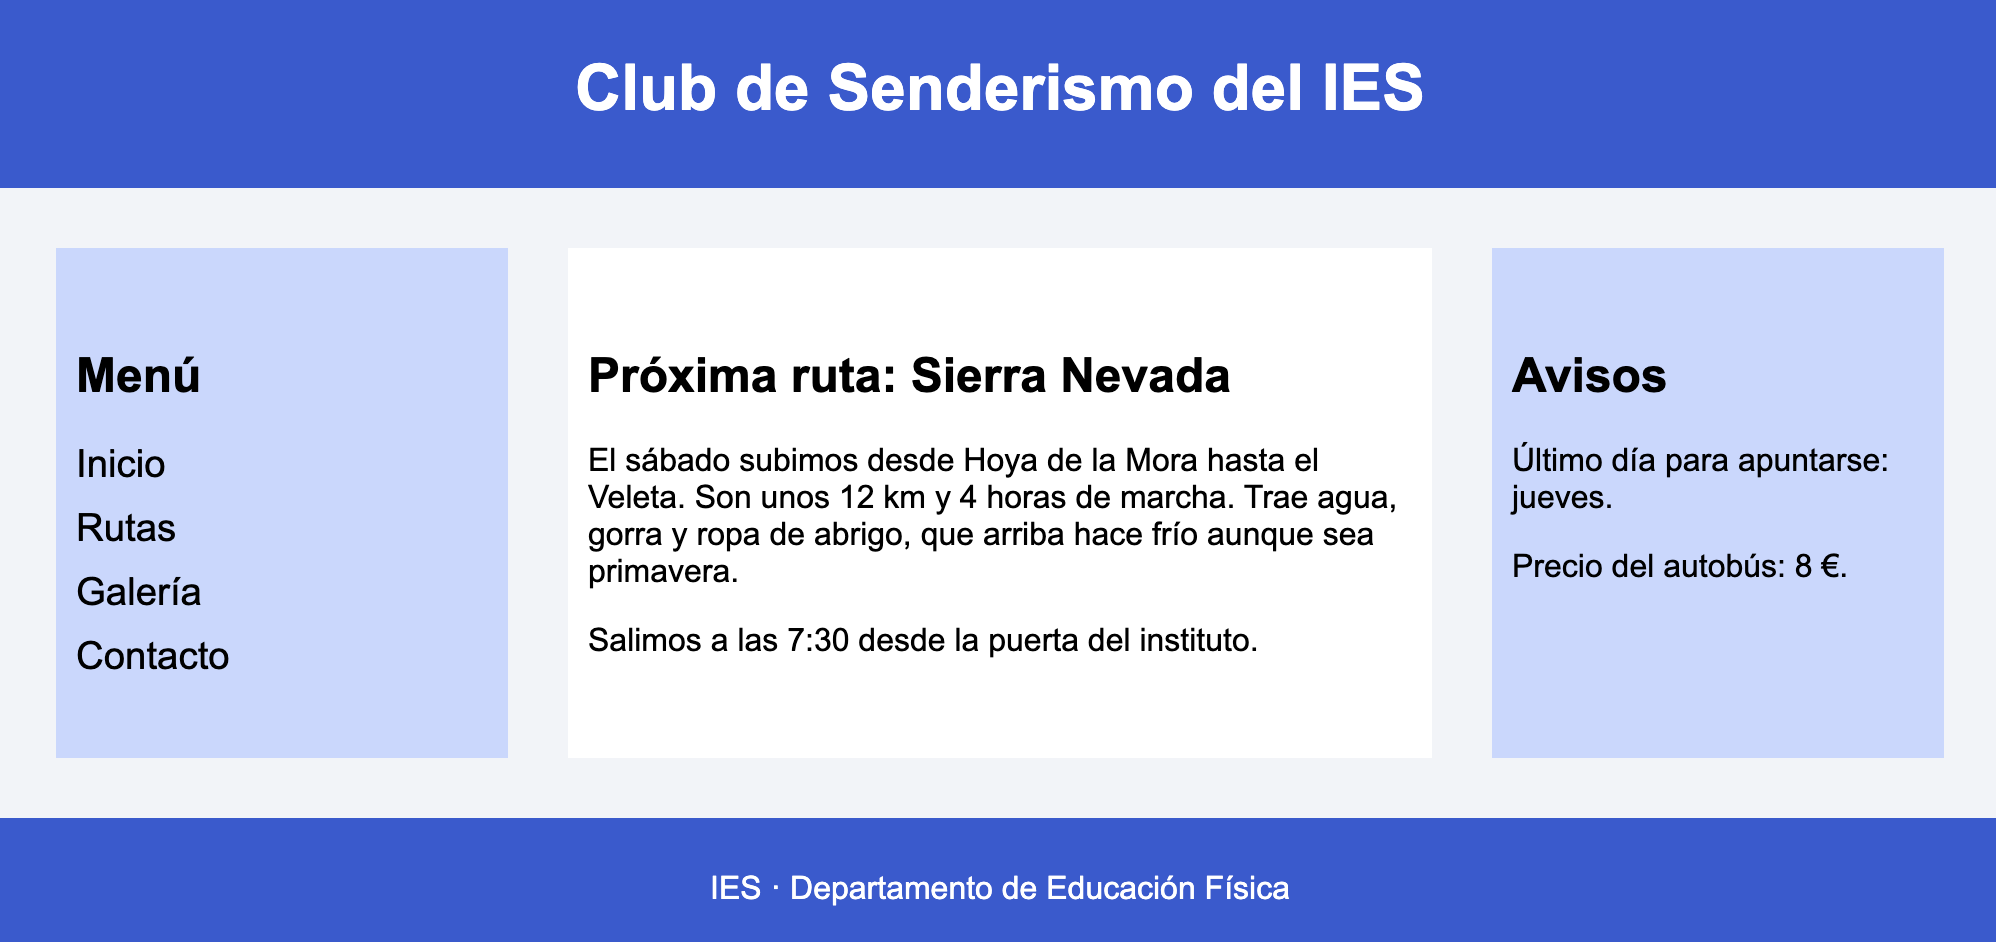 Club de Senderismo del IES
Menú
Inicio
Rutas
Galería
Contacto
Próxima ruta: Sierra Nevada
El sábado subimos desde Hoya de la Mora hasta el
Veleta. Son unos 12 km y 4 horas de marcha. Trae agua,
gorra y ropa de abrigo, que arriba hace frío aunque sea
primavera.
Salimos a las 7:30 desde la puerta del instituto.
Avisos
Último día para apuntarse:
jueves.
Precio del autobús: 8 €.
IES · Departamento de Educación Física